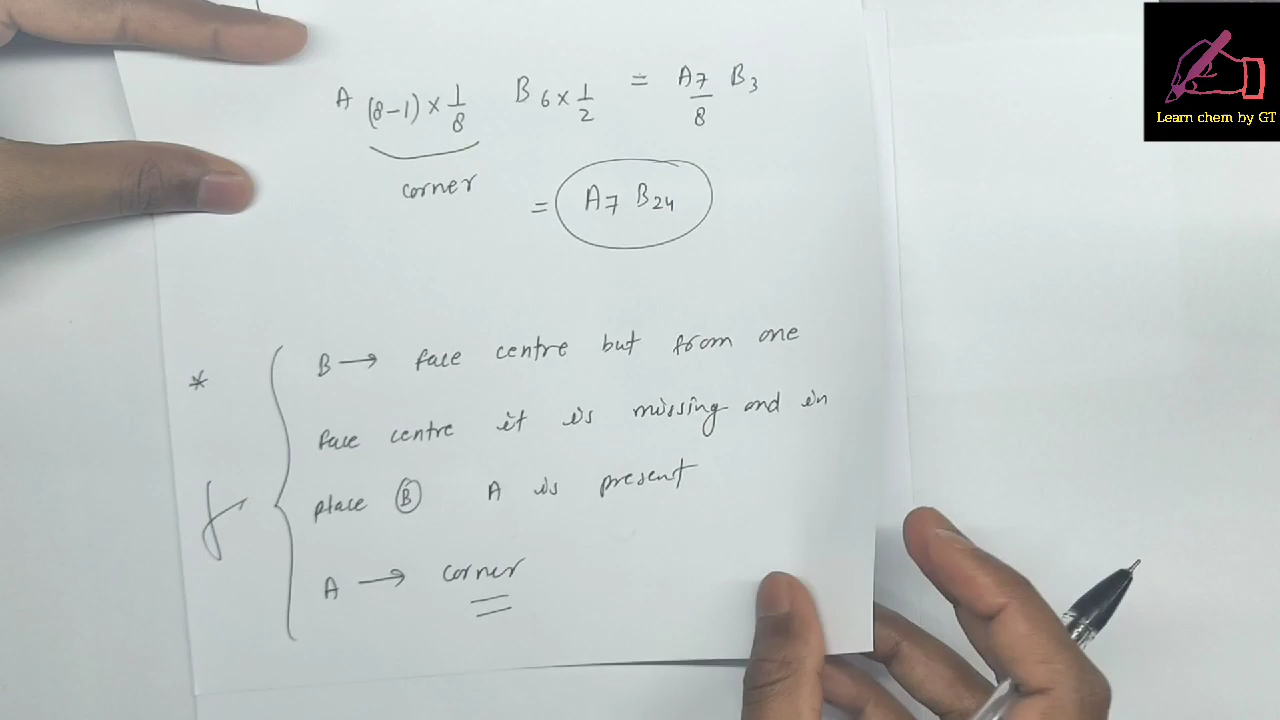 A (8-1) × 1/8 B 6 × 1/2 = A 7/8 B 3
corner
= A7 B24
* B → face centre but from one
face centre it is missing and in
place B A is present
A → corner
Learn chem by GT